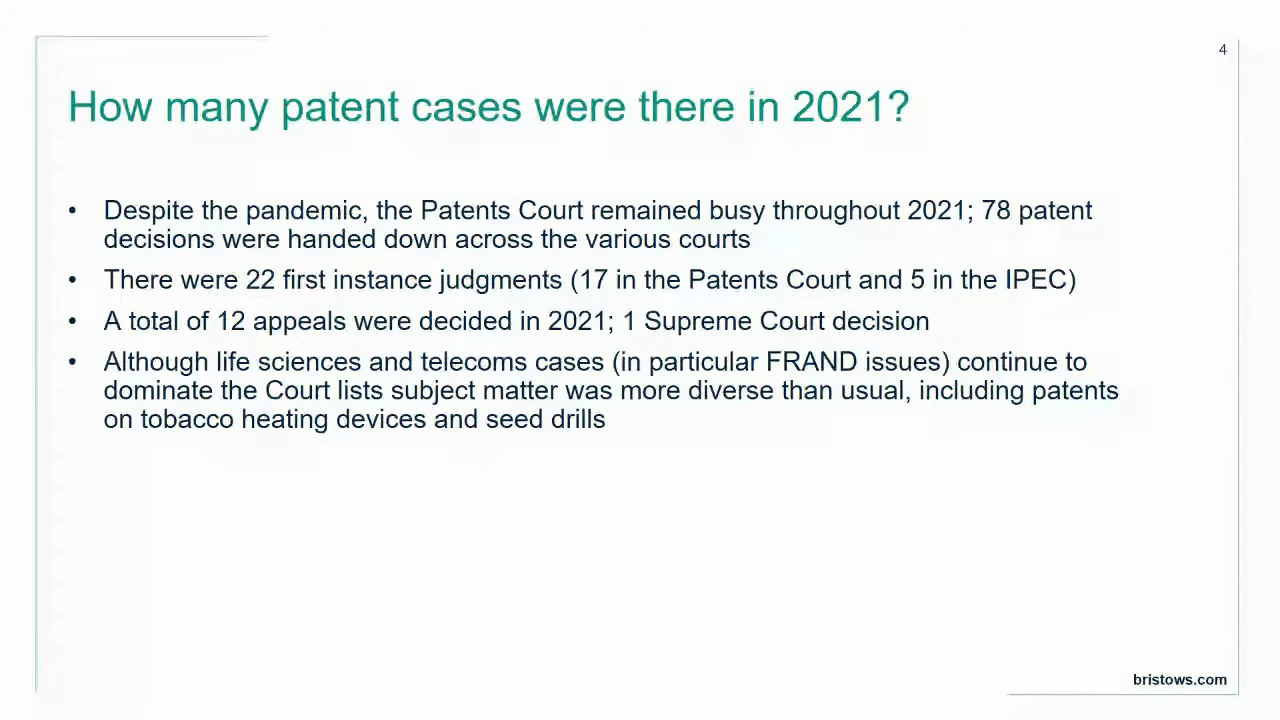 4
How many patent cases were there in 2021?
• Despite the pandemic, the Patents Court remained busy throughout 2021; 78 patent
decisions were handed down across the various courts
• There were 22 first instance judgments (17 in the Patents Court and 5 in the IPEC)
• A total of 12 appeals were decided in 2021; 1 Supreme Court decision
• Although life sciences and telecoms cases (in particular FRAND issues) continue to
dominate the Court lists subject matter was more diverse than usual, including patents
on tobacco heating devices and seed drills
bristows.com